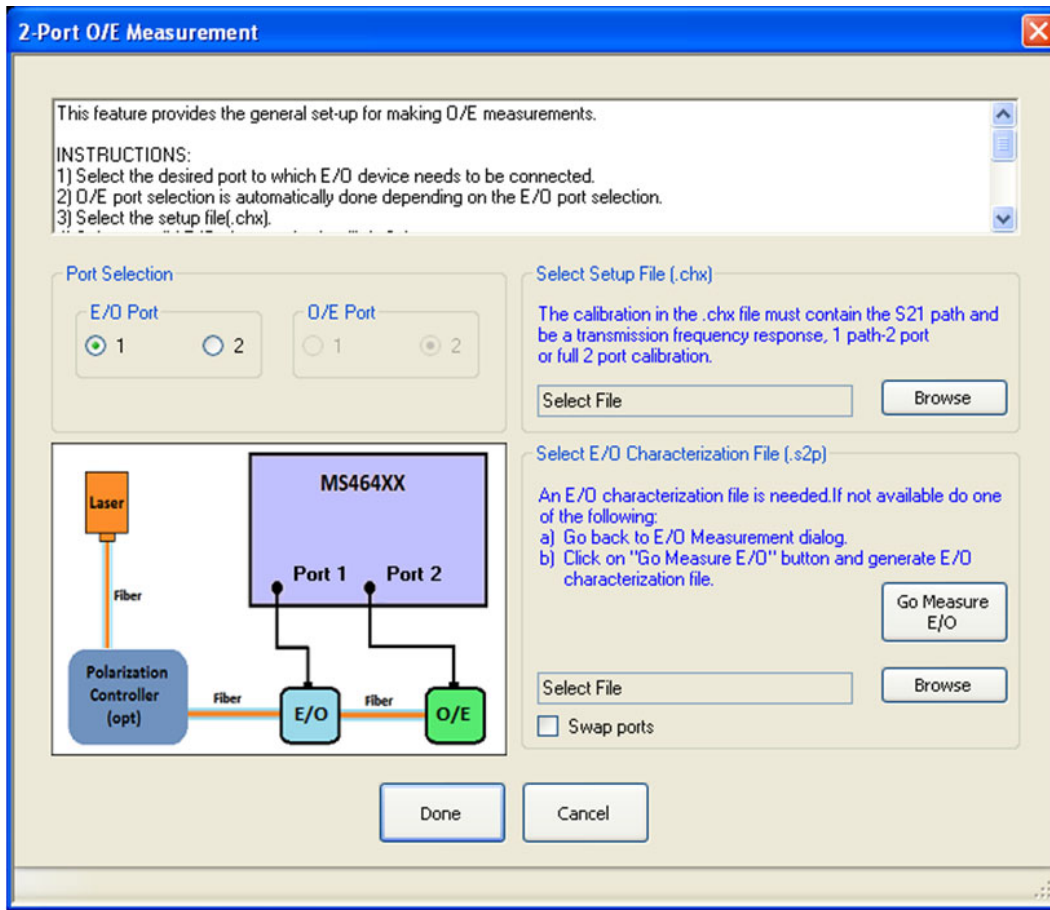 2-Port O/E Measurement
This feature provides the general set-up for making O/E measurements.
INSTRUCTIONS:
1) Select the desired port to which E/O device needs to be connected.
2) O/E port selection is automatically done depending on the E/O port selection.
3) Select the setup file(.chx).
Port Selection
E/O Port
1
2
O/E Port
1
2
Select Setup File (.chx)
The calibration in the .chx file must contain the S21 path and
be a transmission frequency response, 1 path-2 port
or full 2 port calibration.
Select File
Browse
Laser
Fiber
Polarization
Controller
(opt)
Fiber
MS464XX
Port 1
Port 2
E/O
Fiber
O/E
Select E/O Characterization File (.s2p)
An E/O characterization file is needed.If not available do one
of the following:
a) Go back to E/O Measurement dialog.
b) Click on "Go Measure E/O" button and generate E/O
characterization file.
Go Measure
E/O
Select File
Browse
Swap ports
Done
Cancel